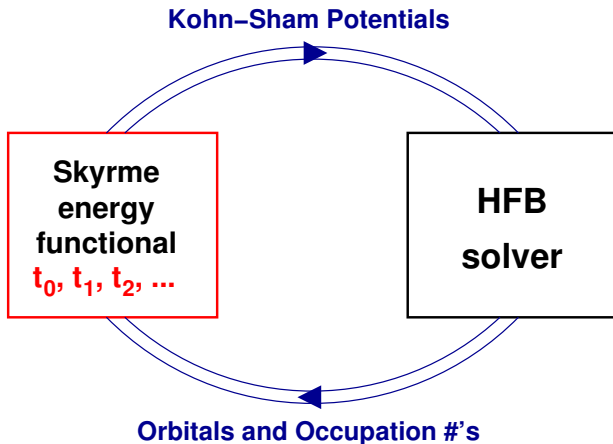 Kohn−Sham Potentials
Skyrme
energy
functional
t₀, t₁, t₂, ...
HFB
solver
Orbitals and Occupation #'s